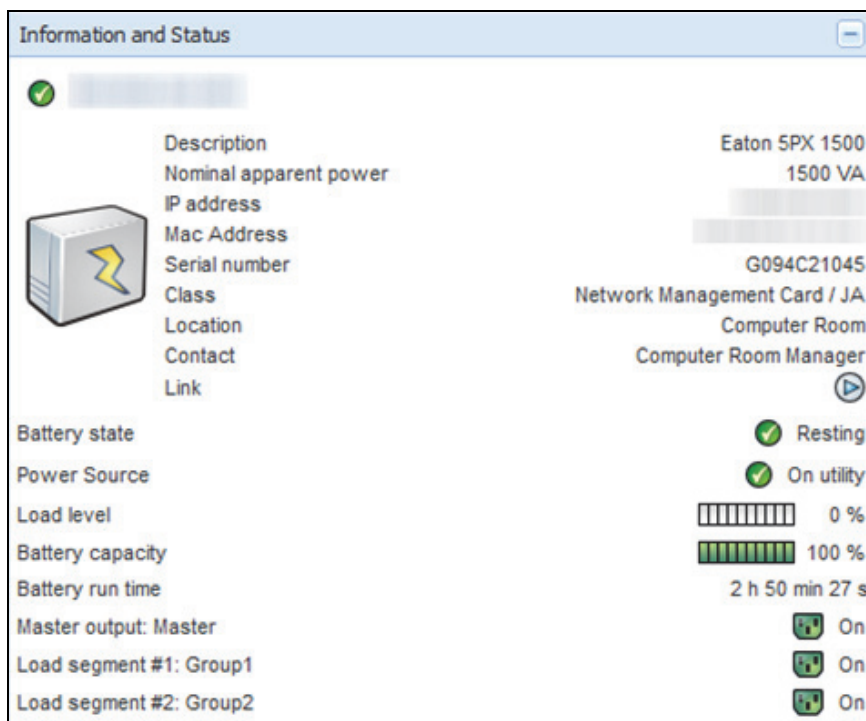 Information and Status
Description Eaton 5PX 1500
Nominal apparent power 1500 VA
IP address
Mac Address
Serial number G094C21045
Class Network Management Card / JA
Location Computer Room
Contact Computer Room Manager
Link
Battery state Resting
Power Source On utility
Load level 0 %
Battery capacity 100 %
Battery run time 2 h 50 min 27 s
Master output: Master On
Load segment #1: Group1 On
Load segment #2: Group2 On